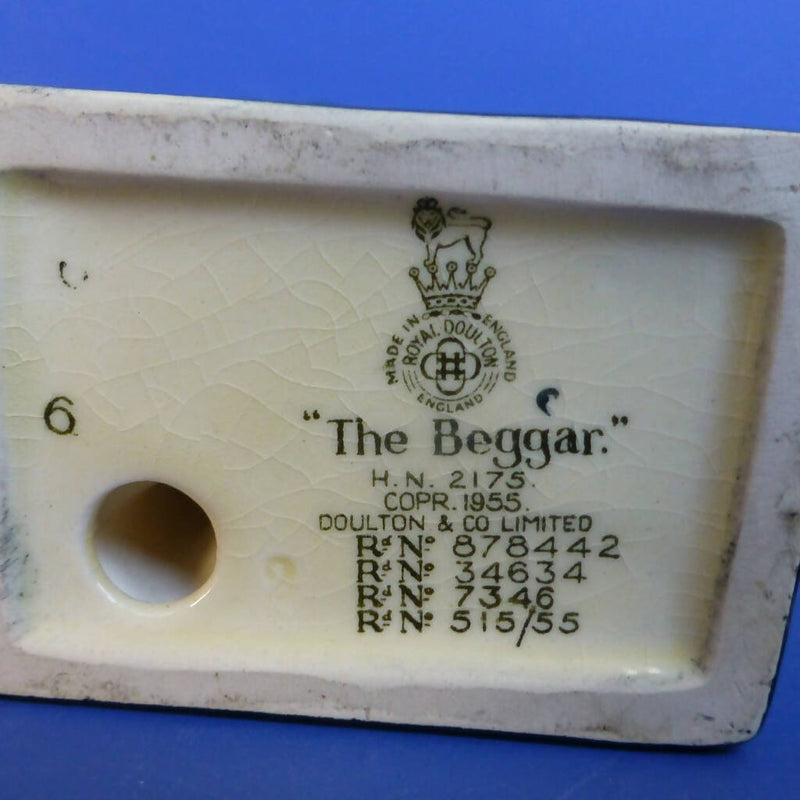 MADE IN ENGLAND
ROYAL DOULTON
ENGLAND
6
"The Beggar."
H.N. 2175.
COPR. 1955.
DOULTON & CO LIMITED
Rd. No. 878442
Rd. No. 34634
Rd. No. 7346
Rd. No. 515/55